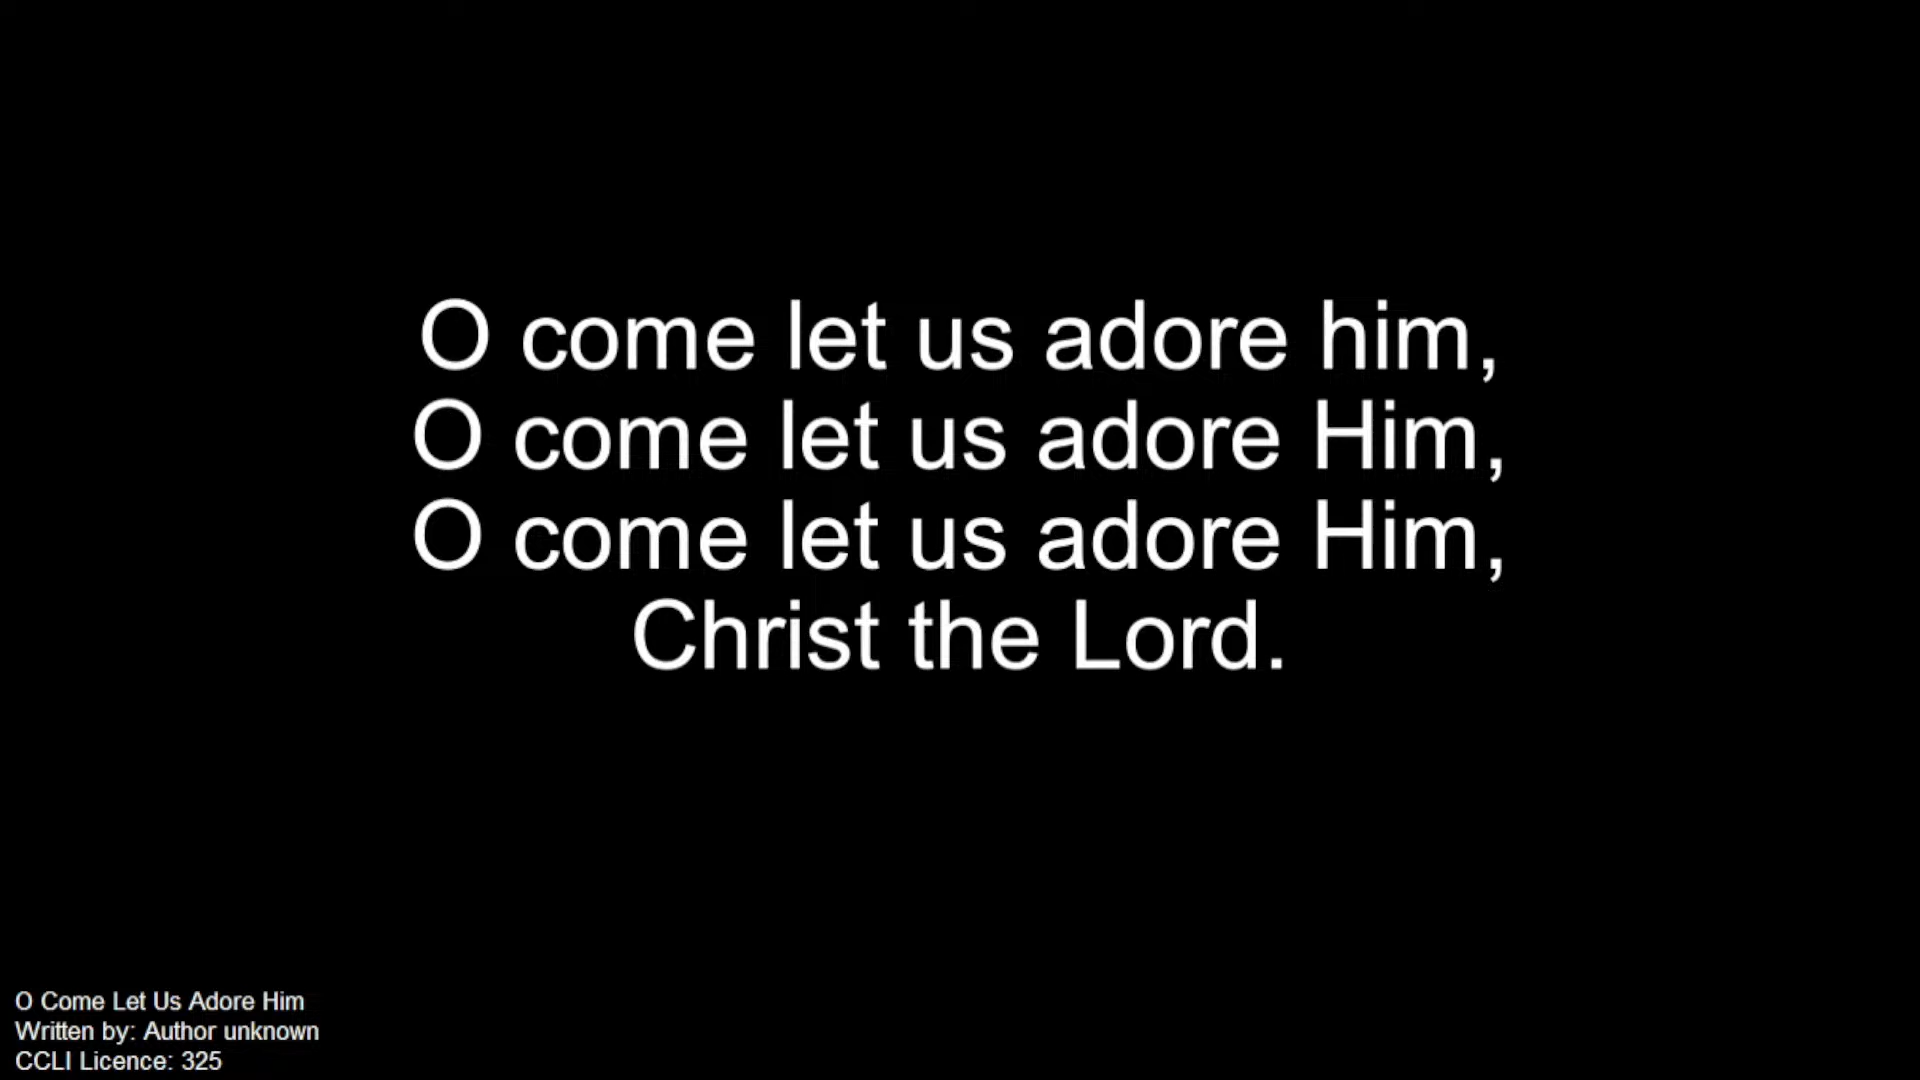 O come let us adore him,
O come let us adore Him,
O come let us adore Him,
Christ the Lord.
O Come Let Us Adore Him
Written by: Author unknown
CCLI Licence: 325